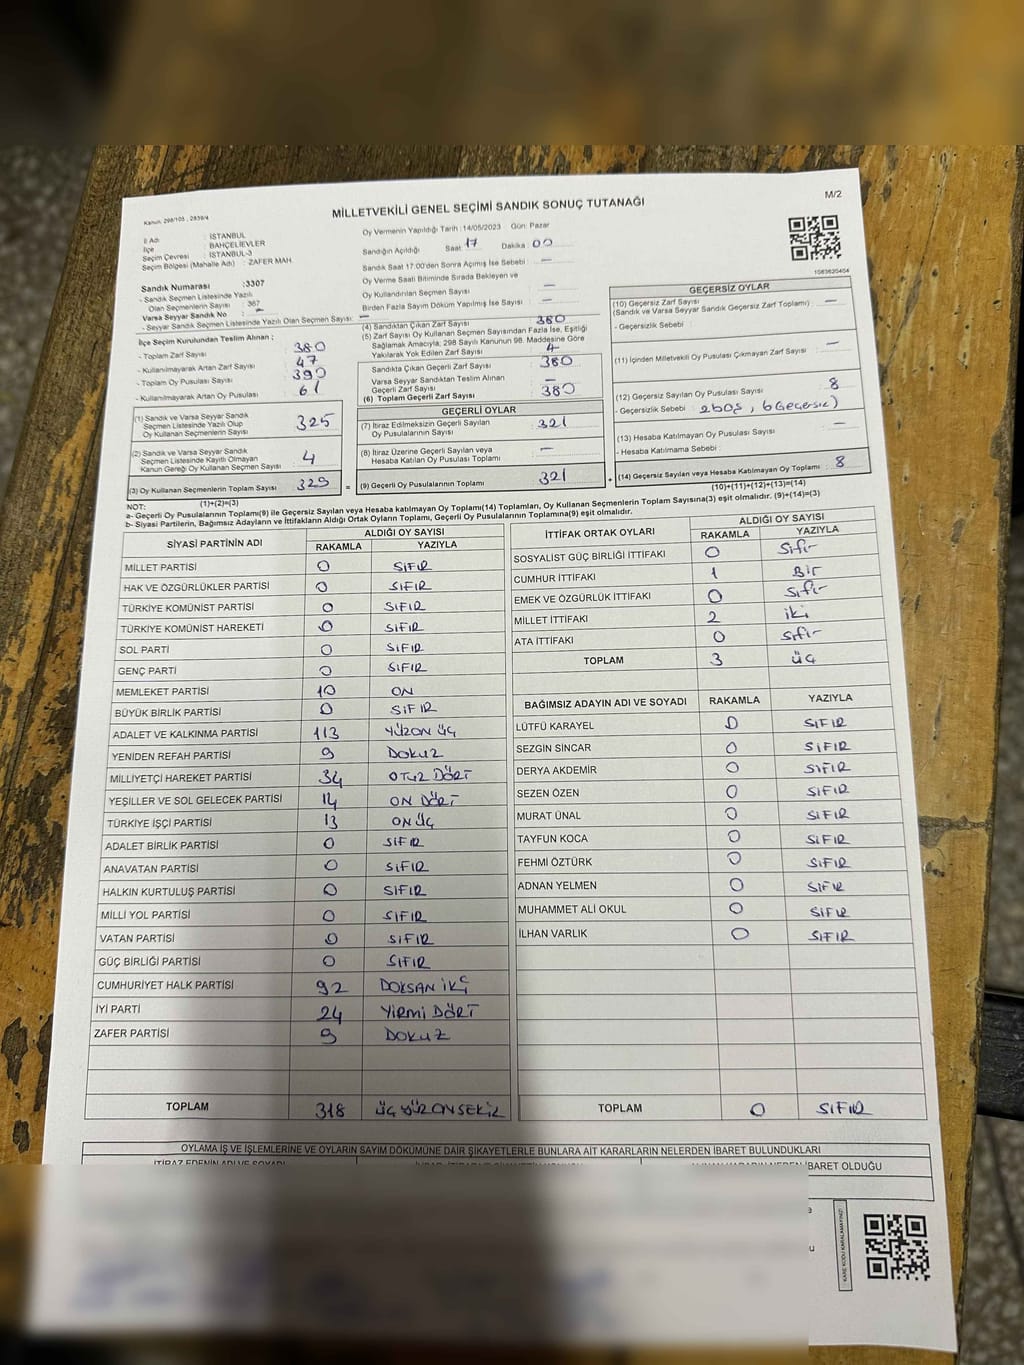 Kanun: 298/105, 2839/4
MİLLETVEKİLİ GENEL SEÇİMİ SANDIK SONUÇ TUTANAĞI
M/2
İl Adı : İSTANBUL
İlçe : BAHÇELİEVLER
Seçim Çevresi : İSTANBUL-3
Seçim Bölgesi (Mahalle Adı) : ZAFER MAH.
Sandık Numarası :3307
- Sandık Seçmen Listesinde Yazılı
Olan Seçmenlerin Sayısı : 367
Varsa Seyyar Sandık No : -
- Seyyar Sandık Seçmen Listesinde Yazılı Olan Seçmen Sayısı: -
İlçe Seçim Kurulundan Teslim Alınan ;
- Toplam Zarf Sayısı : 380
- Kullanılmayarak Artan Zarf Sayısı : 47
- Toplam Oy Pusulası Sayısı : 390
- Kullanılmayarak Artan Oy Pusulası : 61
(1) Sandık ve Varsa Seyyar Sandık
Seçmen Listesinde Yazılı Olup
Oy Kullanan Seçmenlerin Sayısı 325
(2) Sandık ve Varsa Seyyar Sandık
Seçmen Listesinde Kayıtlı Olmayan
Kanun Gereği Oy Kullanan Seçmen Sayısı : 4
(3) Oy Kullanan Seçmenlerin Toplam Sayısı 329 =
(1)+(2)=(3)
Oy Vermenin Yapıldığı Tarih : 14/05/2023 Gün: Pazar
Sandığın Açıldığı Saat :17 Dakika : 00
Sandık Saat 17:00'den Sonra Açılmış İse Sebebi : -
Oy Verme Saati Bitiminde Sırada Bekleyen ve
Oy Kullandırılan Seçmen Sayısı : -
Birden Fazla Sayım Döküm Yapılmış İse Sayısı : -
(4) Sandıktan Çıkan Zarf Sayısı : 380
(5) Zarf Sayısı Oy Kullanan Seçmen Sayısından Fazla İse, Eşitliği
Sağlamak Amacıyla; 298 Sayılı Kanunun 98. Maddesine Göre
Yakılarak Yok Edilen Zarf Sayısı : 4
Sandıkta Çıkan Geçerli Zarf Sayısı : 380
Varsa Seyyar Sandıktan Teslim Alınan
Geçerli Zarf Sayısı : -
(6) Toplam Geçerli Zarf Sayısı : 380
GEÇERLİ OYLAR
(7) İtiraz Edilmeksizin Geçerli Sayılan
Oy Pusulalarının Sayısı : 321
(8) İtiraz Üzerine Geçerli Sayılan veya
Hesaba Katılan Oy Pusulası Toplamı : -
(9) Geçerli Oy Pusulalarının Toplamı : 321 +
1063620404
GEÇERSİZ OYLAR
(10) Geçersiz Zarf Sayısı :
(Sandık ve Varsa Seyyar Sandık Geçersiz Zarf Toplamı) -
- Geçersizlik Sebebi :
(11) İçinden Milletvekili Oy Pusulası Çıkmayan Zarf Sayısı : -
(12) Geçersiz Sayılan Oy Pusulası Sayısı : 8
- Geçersizlik Sebebi : 2 boş, 6 Geçersiz
(13) Hesaba Katılmayan Oy Pusulası Sayısı : -
- Hesaba Katılmama Sebebi :
(14) Geçersiz Sayılan veya Hesaba Katılmayan Oy Toplamı : 8
(10)+(11)+(12)+(13)=(14)
NOT:
a- Geçerli Oy Pusulalarının Toplamı(9) ile Geçersiz Sayılan veya Hesaba katılmayan Oy Toplamı(14) Toplamları, Oy Kullanan Seçmenlerin Toplam Sayısına(3) eşit olmalıdır. (9)+(14)=(3)
b- Siyasi Partilerin, Bağımsız Adayların ve İttifakların Aldığı Ortak Oyların Toplamı, Geçerli Oy Pusulalarının Toplamına(9) eşit olmalıdır.
SİYASİ PARTİNİN ADI ALDIĞI OY SAYISI
RAKAMLA YAZIYLA
MİLLET PARTİSİ 0 SIFIR
HAK VE ÖZGÜRLÜKLER PARTİSİ 0 SIFIR
TÜRKİYE KOMÜNİST PARTİSİ 0 SIFIR
TÜRKİYE KOMÜNİST HAREKETİ 0 SIFIR
SOL PARTİ 0 SIFIR
GENÇ PARTİ 0 SIFIR
MEMLEKET PARTİSİ 10 ON
BÜYÜK BİRLİK PARTİSİ 0 SIFIR
ADALET VE KALKINMA PARTİSİ 113 YÜZON ÜÇ
YENİDEN REFAH PARTİSİ 9 DOKUZ
MİLLİYETÇİ HAREKET PARTİSİ 34 OTUZ DÖRT
YEŞİLLER VE SOL GELECEK PARTİSİ 14 ON DÖRT
TÜRKİYE İŞÇİ PARTİSİ 13 ON ÜÇ
ADALET BİRLİK PARTİSİ 0 SIFIR
ANAVATAN PARTİSİ 0 SIFIR
HALKIN KURTULUŞ PARTİSİ 0 SIFIR
MİLLİ YOL PARTİSİ 0 SIFIR
VATAN PARTİSİ 0 SIFIR
GÜÇ BİRLİĞİ PARTİSİ 0 SIFIR
CUMHURİYET HALK PARTİSİ 92 DOKSAN İKİ
İYİ PARTİ 24 YİRMİ DÖRT
ZAFER PARTİSİ 9 DOKUZ
TOPLAM 318 ÜÇ YÜZ ONSEKİZ
İTTİFAK ORTAK OYLARI ALDIĞI OY SAYISI
RAKAMLA YAZIYLA
SOSYALİST GÜÇ BİRLİĞİ İTTİFAKI 0 Sıfır
CUMHUR İTTİFAKI 1 Bir
EMEK VE ÖZGÜRLÜK İTTİFAKI 0 Sıfır
MİLLET İTTİFAKI 2 iki
ATA İTTİFAKI 0 Sıfır
TOPLAM 3 üç
BAĞIMSIZ ADAYIN ADI VE SOYADI RAKAMLA YAZIYLA
LÜTFÜ KARAYEL 0 SIFIR
SEZGİN SİNCAR 0 SIFIR
DERYA AKDEMİR 0 SIFIR
SEZEN ÖZEN 0 SIFIR
MURAT ÜNAL 0 SIFIR
TAYFUN KOCA 0 SIFIR
FEHMİ ÖZTÜRK 0 SIFIR
ADNAN YELMEN 0 SIFIR
MUHAMMET ALİ OKUL 0 SIFIR
İLHAN VARLIK 0 SIFIR
TOPLAM 0 SIFIR
OYLAMA İŞ VE İŞLEMLERİNE VE OYLARIN SAYIM DÖKÜMÜNE DAİR ŞİKAYETLERLE BUNLARA AİT KARARLARIN NELERDEN İBARET BULUNDUKLARI
İTİRAZ EDENİN ADI VE SOYADI
İBARET OLDUĞU
KARE KODU KARALAMAYINIZ!